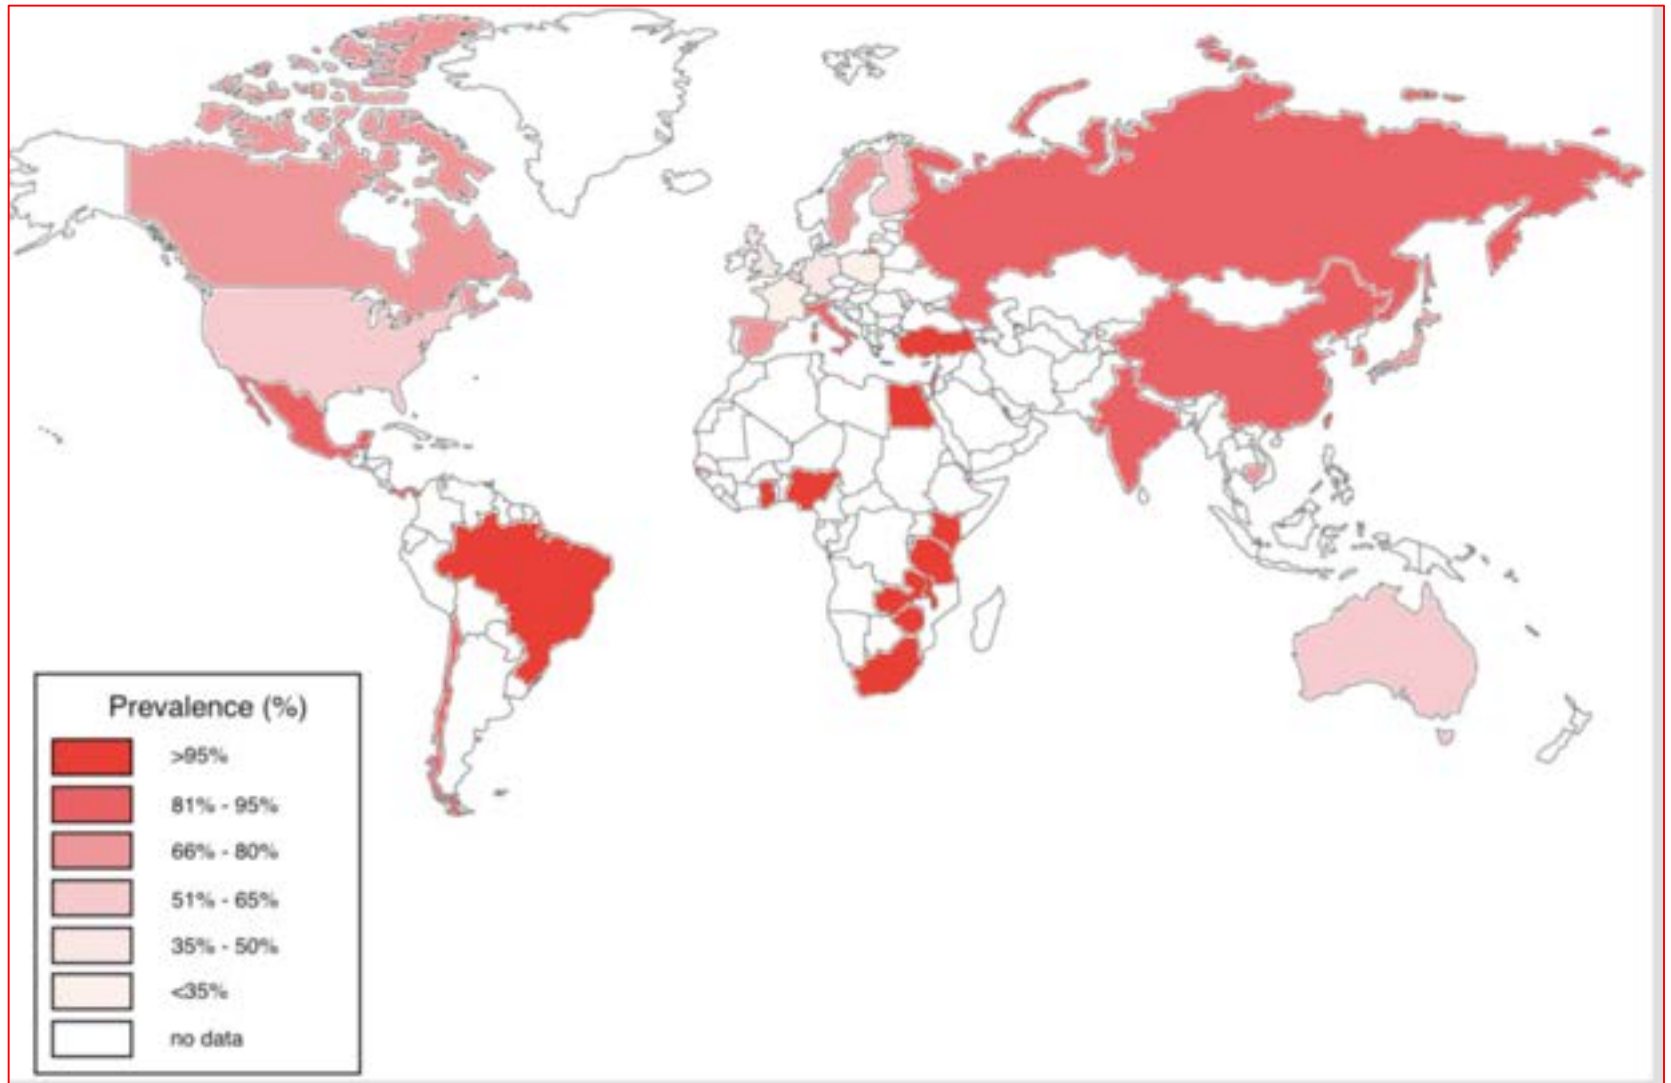 Prevalence (%)
>95%
81% - 95%
66% - 80%
51% - 65%
35% - 50%
<35%
no data